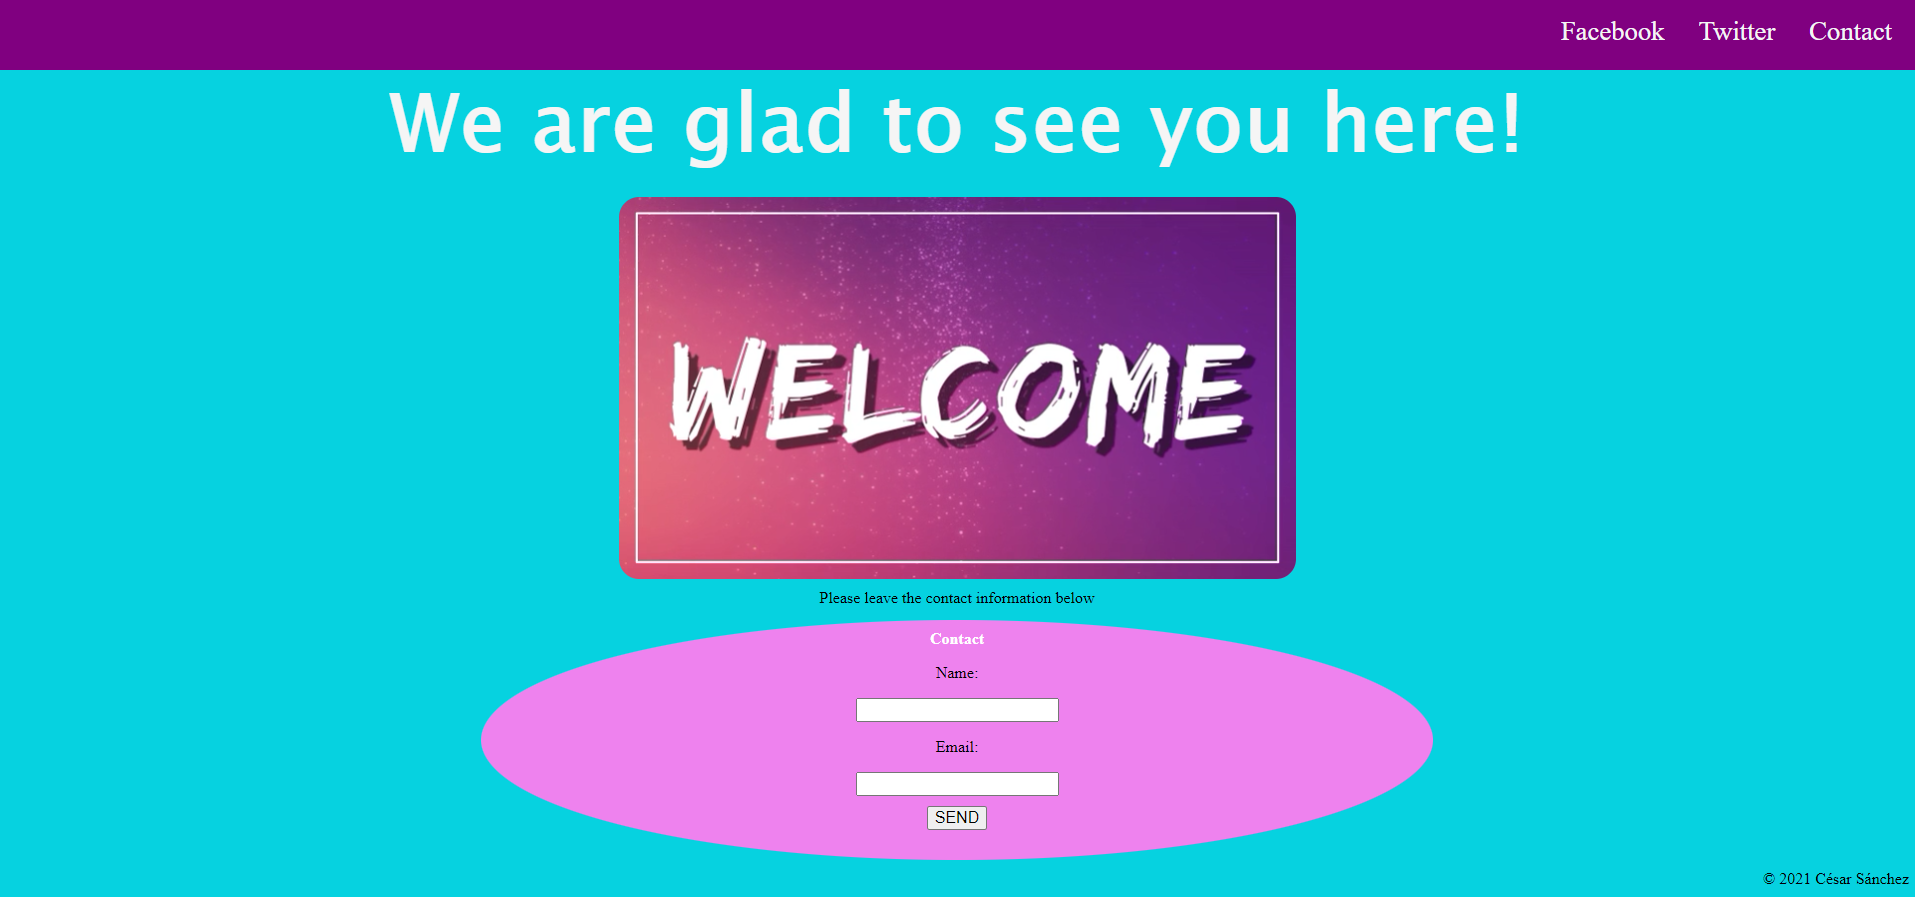 Facebook Twitter Contact
We are glad to see you here!
WELCOME
Please leave the contact information below
Contact
Name:
Email:
SEND
© 2021 César Sánchez